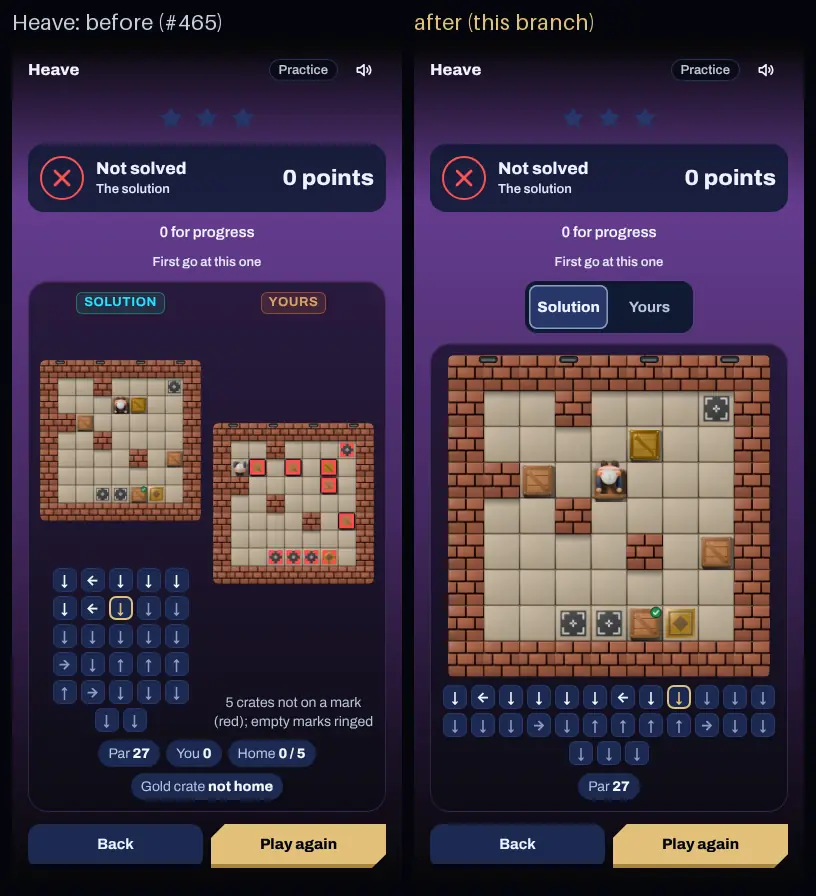 Heave: before (#465)
Heave
Practice
Not solved
The solution
0 points
0 for progress
First go at this one
SOLUTION
YOURS
↓ ← ↓ ↓ ↓
↓ ← ↓ ↓ ↓
↓ ↓ ↓ ↓ ↓
→ ↓ ↑ ↑ ↑
↑ → ↓ ↓ ↓
↓ ↓
5 crates not on a mark
(red); empty marks ringed
Par 27
You 0
Home 0 / 5
Gold crate not home
Back
Play again
after (this branch)
Heave
Practice
Not solved
The solution
0 points
0 for progress
First go at this one
Solution
Yours
↓ ← ↓ ↓ ↓ ↓ ← ↓ ↓ ↓ ↓ ↓
↓ ↓ ↓ → ↓ ↑ ↑ ↑ ↑ → ↓ ↓
↓ ↓ ↓
Par 27
Back
Play again